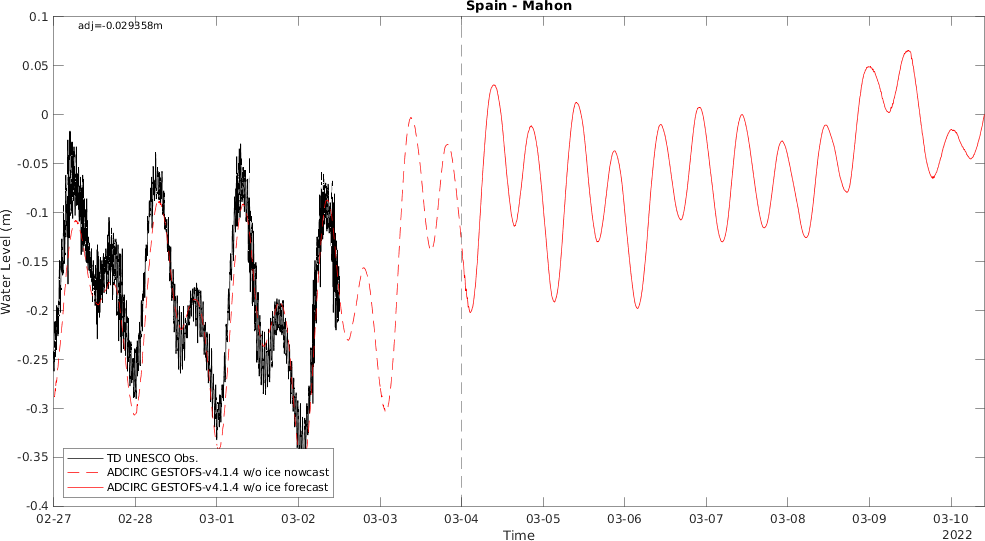 Spain - Mahon
adj=-0.029358m
0.1
0.05
0
-0.05
-0.1
-0.15
-0.2
-0.25
-0.3
-0.35
-0.4
Water Level (m)
TD UNESCO Obs.
ADCIRC GESTOFS-v4.1.4 w/o ice nowcast
ADCIRC GESTOFS-v4.1.4 w/o ice forecast
02-27 02-28 03-01 03-02 03-03 03-04 03-05 03-06 03-07 03-08 03-09 03-10
Time
2022